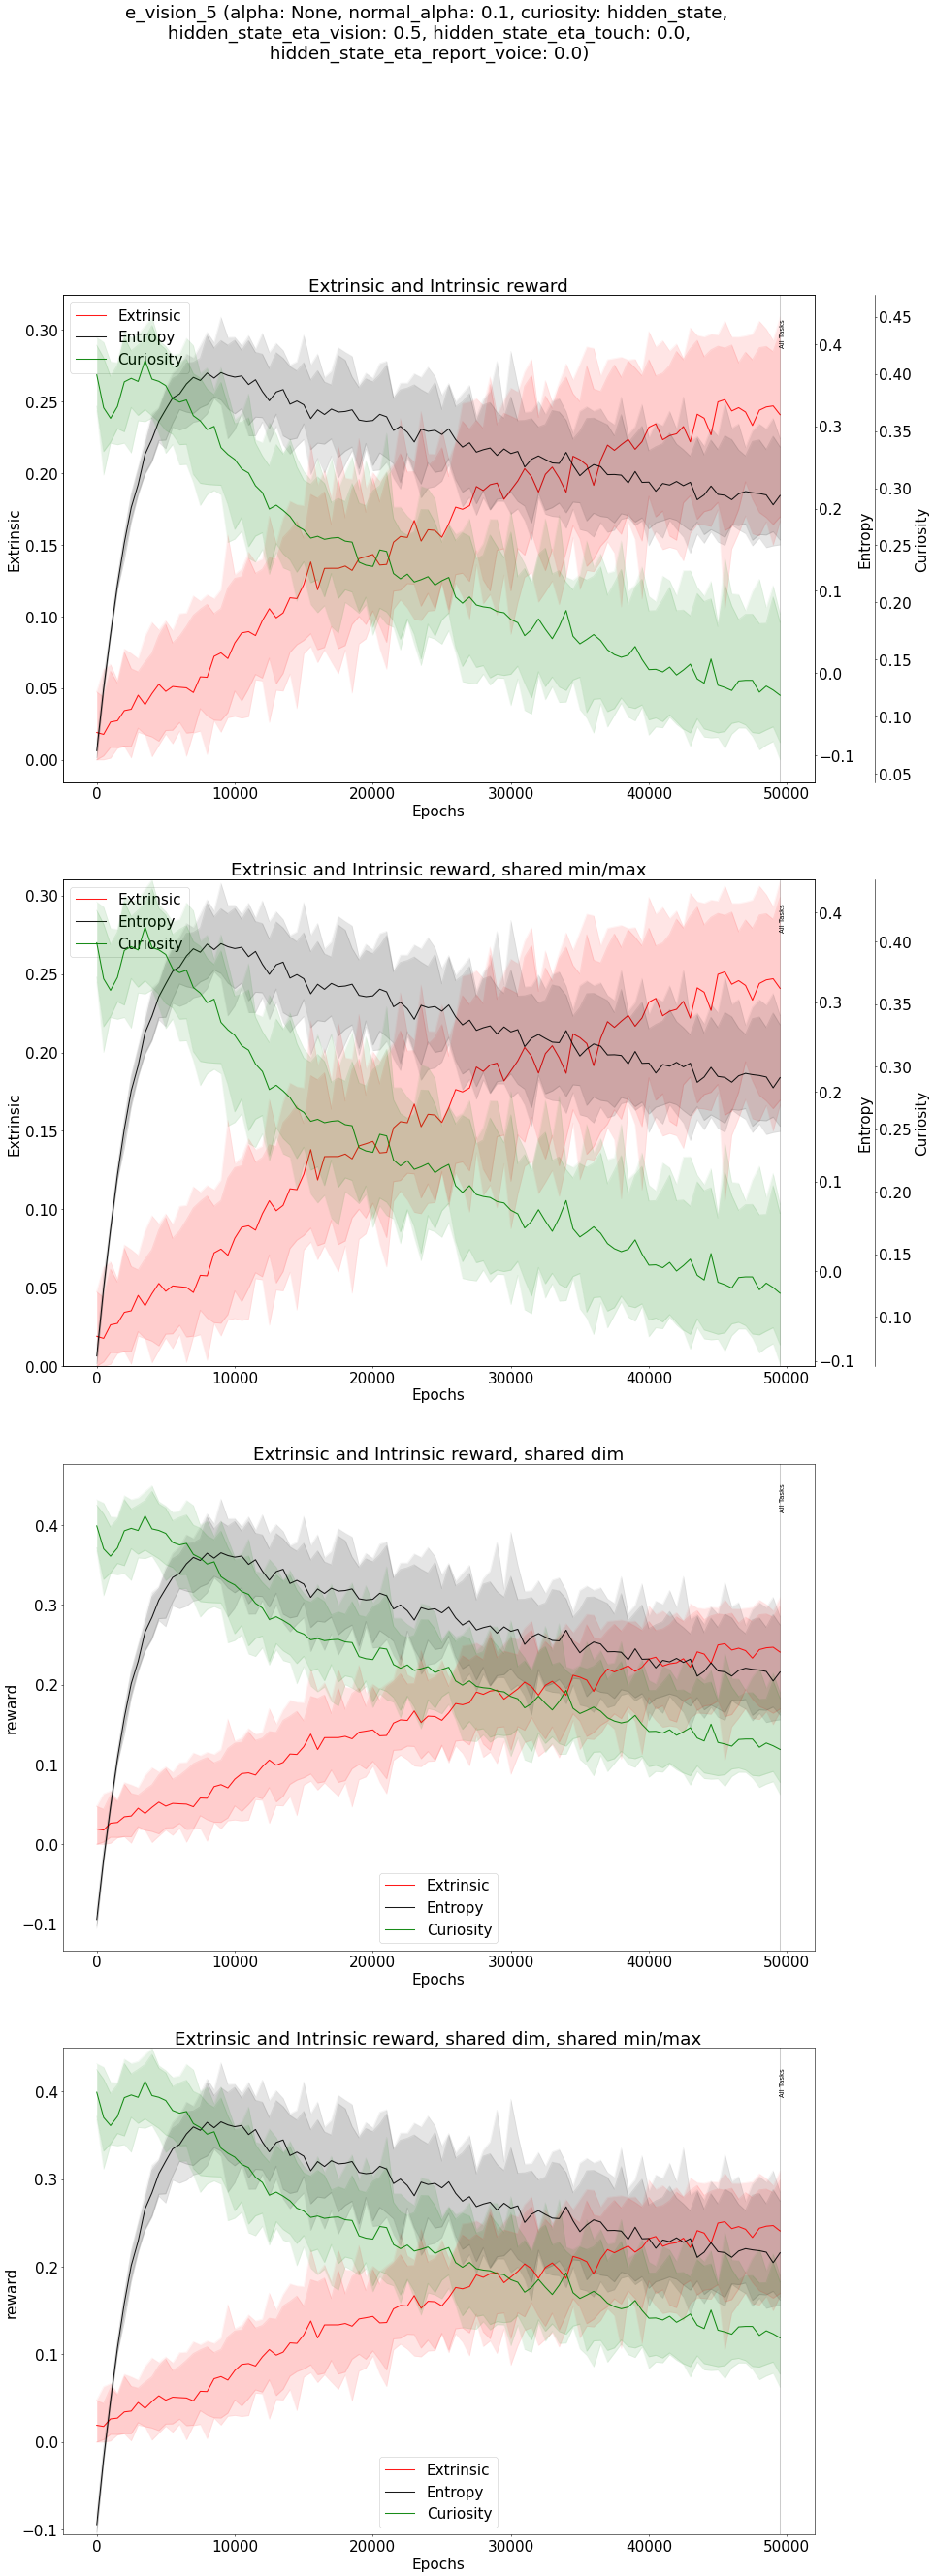 e_vision_5 (alpha: None, normal_alpha: 0.1, curiosity: hidden_state,
hidden_state_eta_vision: 0.5, hidden_state_eta_touch: 0.0,
hidden_state_eta_report_voice: 0.0)
Extrinsic and Intrinsic reward
Extrinsic
Entropy
Curiosity
All Tasks
0.30
0.25
0.20
0.15
0.10
0.05
0.00
Extrinsic
0.4
0.3
0.2
0.1
0.0
−0.1
Entropy
0.45
0.40
0.35
0.30
0.25
0.20
0.15
0.10
0.05
Curiosity
0 10000 20000 30000 40000 50000
Epochs
Extrinsic and Intrinsic reward, shared min/max
Extrinsic
Entropy
Curiosity
All Tasks
0.30
0.25
0.20
0.15
0.10
0.05
0.00
Extrinsic
0.4
0.3
0.2
0.1
0.0
−0.1
Entropy
0.40
0.35
0.30
0.25
0.20
0.15
0.10
Curiosity
0 10000 20000 30000 40000 50000
Epochs
Extrinsic and Intrinsic reward, shared dim
All Tasks
0.4
0.3
0.2
0.1
0.0
−0.1
reward
Extrinsic
Entropy
Curiosity
0 10000 20000 30000 40000 50000
Epochs
Extrinsic and Intrinsic reward, shared dim, shared min/max
All Tasks
0.4
0.3
0.2
0.1
0.0
−0.1
reward
Extrinsic
Entropy
Curiosity
0 10000 20000 30000 40000 50000
Epochs